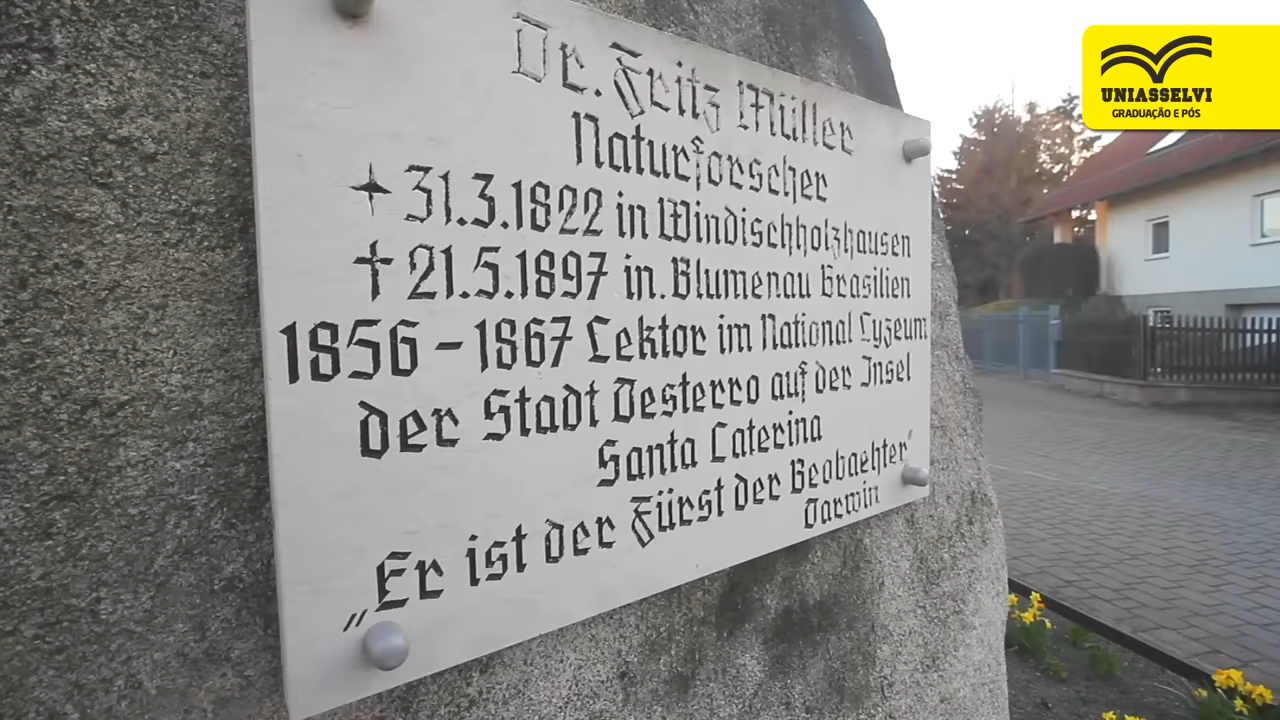 Dr. Fritz Müller
Naturforscher
+ 31.3.1822 in Windischholzhausen
† 21.5.1897 in. Blumenau Brasilien
1856 - 1867 Lektor im National Lyzeum
der Stadt Desterro auf der Insel
Santa Caterina
„Er ist der Fürst der Beobachter"
Darwin
UNIASSELVI
GRADUAÇÃO E PÓS